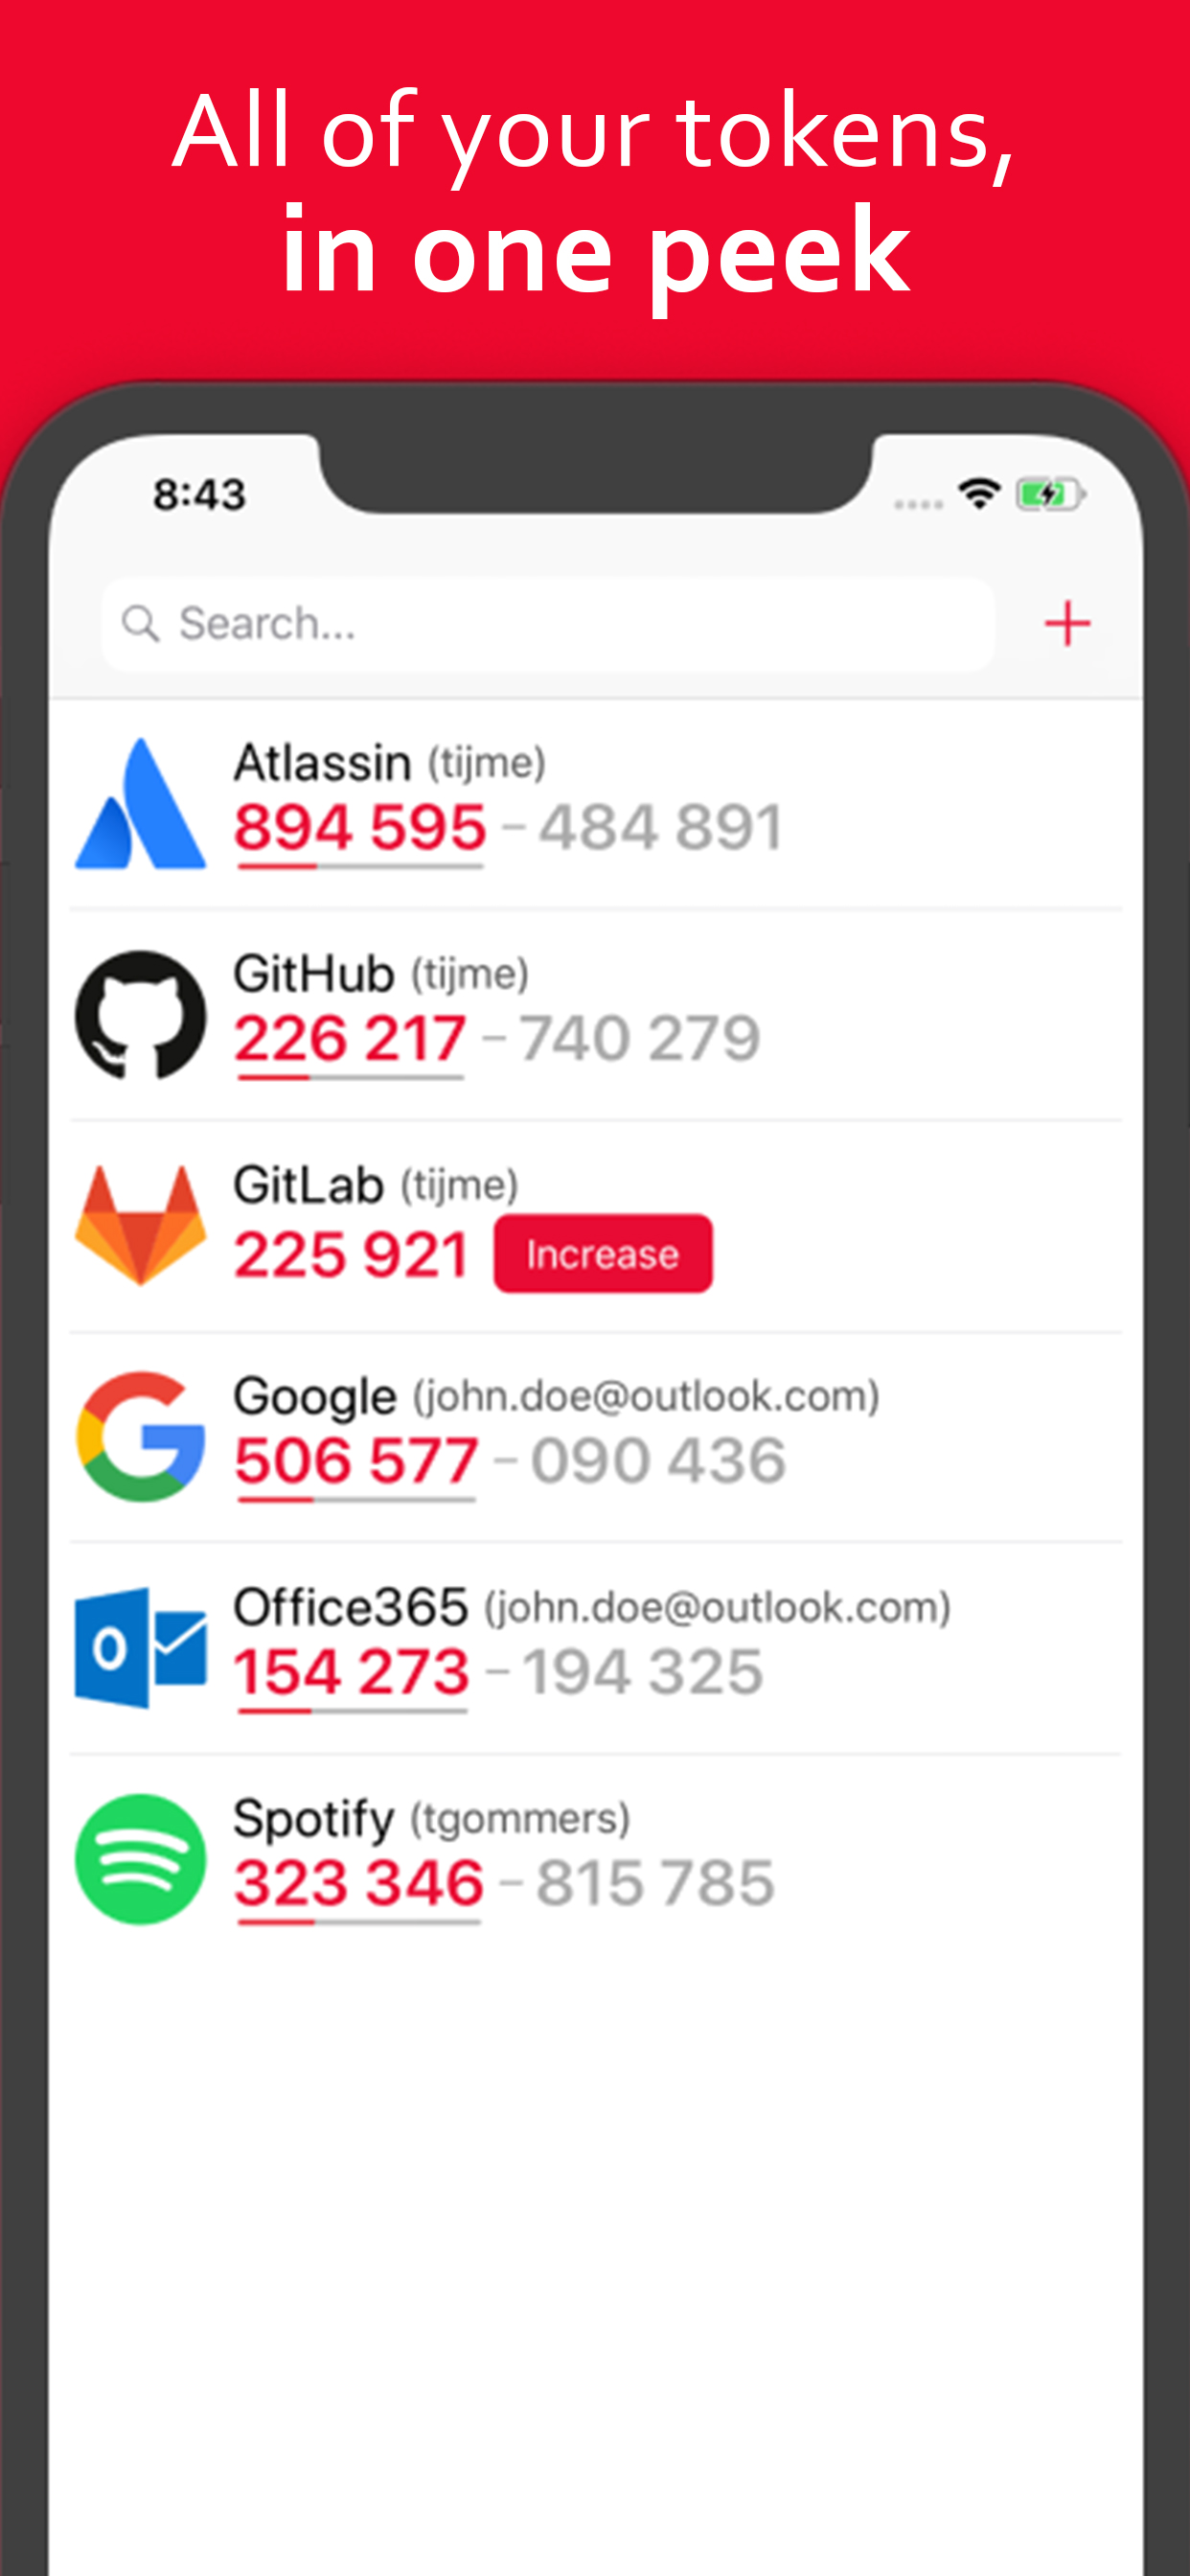 All of your tokens,
in one peek
8:43
Search...
Atlassin (tijme)
894 595 – 484 891
GitHub (tijme)
226 217 – 740 279
GitLab (tijme)
225 921 Increase
Google (john.doe@outlook.com)
506 577 – 090 436
Office365 (john.doe@outlook.com)
154 273 – 194 325
Spotify (tgommers)
323 346 – 815 785